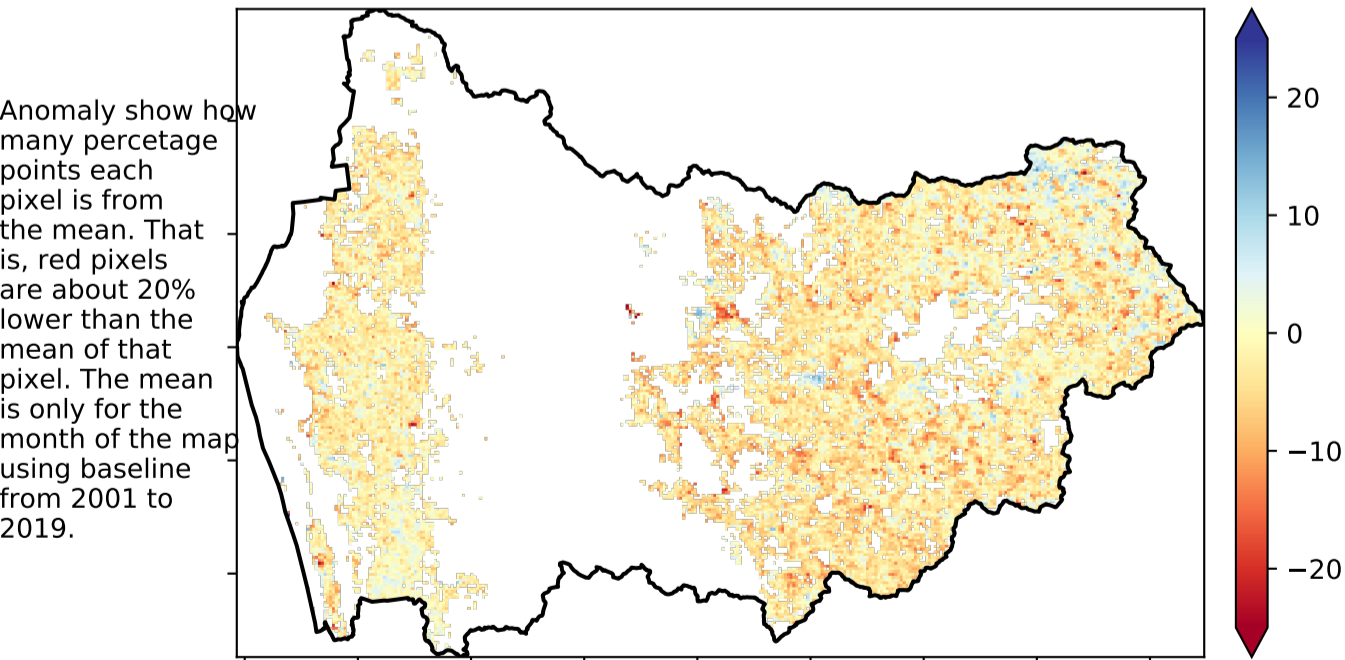 Anomaly show how
many percetage
points each
pixel is from
the mean. That
is, red pixels
are about 20%
lower than the
mean of that
pixel. The mean
is only for the
month of the map
using baseline
from 2001 to
2019.
20
10
0
−10
−20